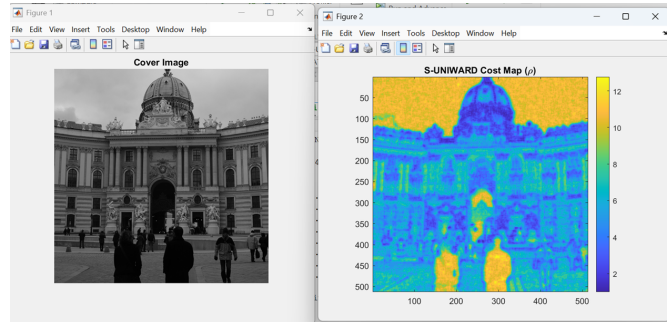 Figure 1
File Edit View Insert Tools Desktop Window Help
Cover Image
Figure 2
File Edit View Insert Tools Desktop Window Help
S-UNIWARD Cost Map (ρ)
50
100
150
200
250
300
350
400
450
500
100 200 300 400 500
12
10
8
6
4
2